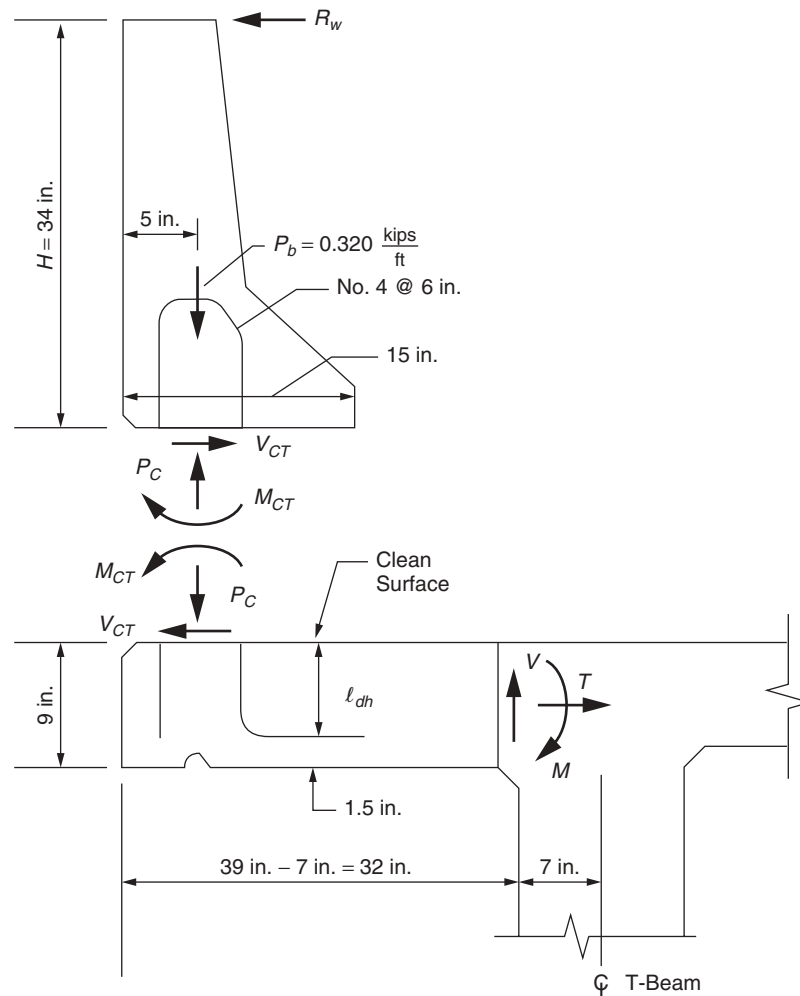 R_w
H = 34 in.
5 in.
P_b = 0.320 kips/ft
No. 4 @ 6 in.
15 in.
V_CT
P_C
M_CT
M_CT
P_C
V_CT
Clean
Surface
9 in.
ℓ_dh
V
T
M
1.5 in.
39 in. − 7 in. = 32 in.
7 in.
℄ T-Beam